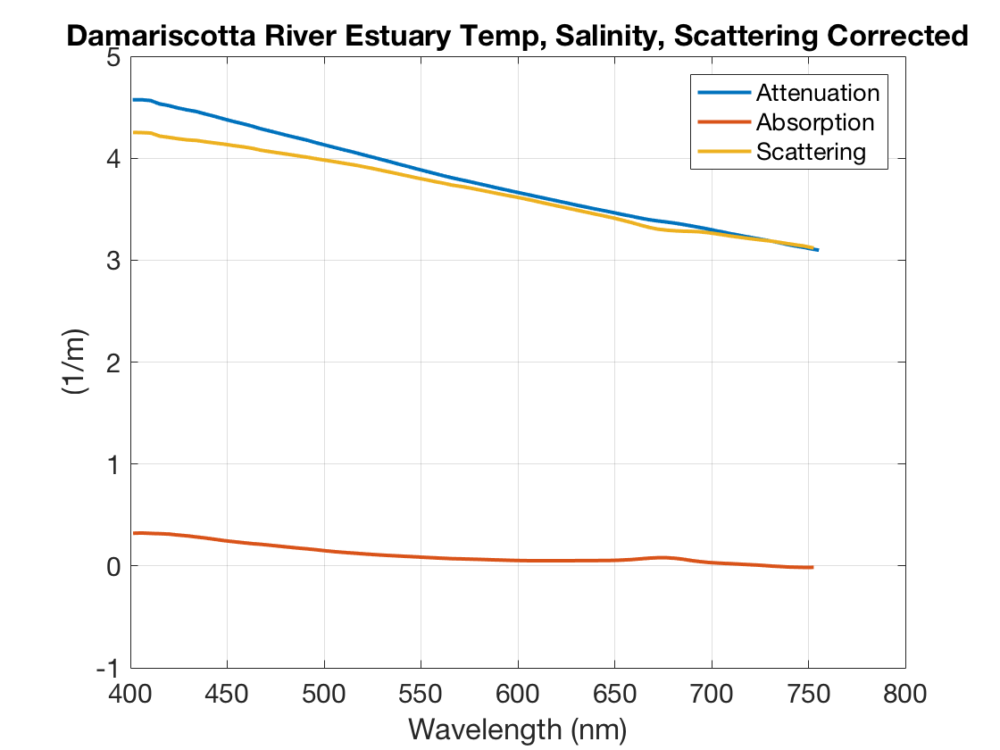 Damariscotta River Estuary Temp, Salinity, Scattering Corrected
5
4
3
2
1
0
-1
(1/m)
Attenuation
Absorption
Scattering
400 450 500 550 600 650 700 750 800
Wavelength (nm)